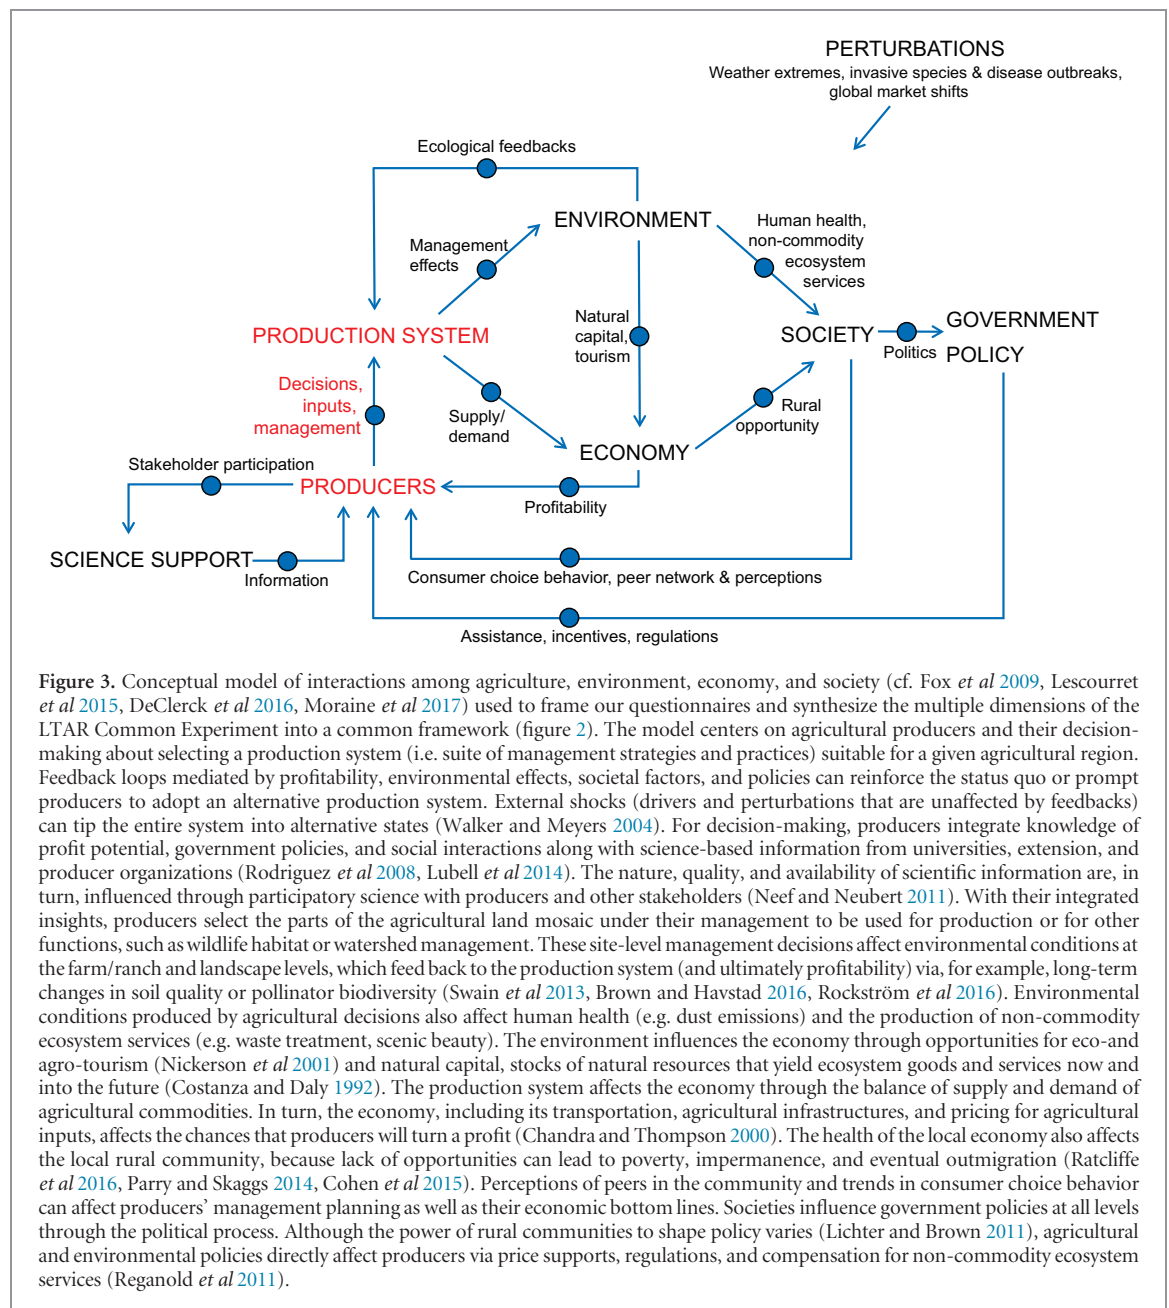 PERTURBATIONS
Weather extremes, invasive species & disease outbreaks,
global market shifts
Ecological feedbacks
ENVIRONMENT
Human health,
non-commodity
ecosystem
services
Management
effects
Natural
capital,
tourism
PRODUCTION SYSTEM
SOCIETY
GOVERNMENT
POLICY
Politics
Decisions,
inputs,
management
Supply/
demand
Rural
opportunity
ECONOMY
Stakeholder participation
PRODUCERS
Profitability
SCIENCE SUPPORT
Information
Consumer choice behavior, peer network & perceptions
Assistance, incentives, regulations
Figure 3. Conceptual model of interactions among agriculture, environment, economy, and society (cf. Fox et al 2009, Lescourret
et al 2015, DeClerck et al 2016, Moraine et al 2017) used to frame our questionnaires and synthesize the multiple dimensions of the
LTAR Common Experiment into a common framework (figure 2). The model centers on agricultural producers and their decision-
making about selecting a production system (i.e. suite of management strategies and practices) suitable for a given agricultural region.
Feedback loops mediated by profitability, environmental effects, societal factors, and policies can reinforce the status quo or prompt
producers to adopt an alternative production system. External shocks (drivers and perturbations that are unaffected by feedbacks)
can tip the entire system into alternative states (Walker and Meyers 2004). For decision-making, producers integrate knowledge of
profit potential, government policies, and social interactions along with science-based information from universities, extension, and
producer organizations (Rodriguez et al 2008, Lubell et al 2014). The nature, quality, and availability of scientific information are, in
turn, influenced through participatory science with producers and other stakeholders (Neef and Neubert 2011). With their integrated
insights, producers select the parts of the agricultural land mosaic under their management to be used for production or for other
functions, such as wildlife habitat or watershed management. These site-level management decisions affect environmental conditions at
the farm/ranch and landscape levels, which feed back to the production system (and ultimately profitability) via, for example, long-term
changes in soil quality or pollinator biodiversity (Swain et al 2013, Brown and Havstad 2016, Rockström et al 2016). Environmental
conditions produced by agricultural decisions also affect human health (e.g. dust emissions) and the production of non-commodity
ecosystem services (e.g. waste treatment, scenic beauty). The environment influences the economy through opportunities for eco-and
agro-tourism (Nickerson et al 2001) and natural capital, stocks of natural resources that yield ecosystem goods and services now and
into the future (Costanza and Daly 1992). The production system affects the economy through the balance of supply and demand of
agricultural commodities. In turn, the economy, including its transportation, agricultural infrastructures, and pricing for agricultural
inputs, affects the chances that producers will turn a profit (Chandra and Thompson 2000). The health of the local economy also affects
the local rural community, because lack of opportunities can lead to poverty, impermanence, and eventual outmigration (Ratcliffe
et al 2016, Parry and Skaggs 2014, Cohen et al 2015). Perceptions of peers in the community and trends in consumer choice behavior
can affect producers’ management planning as well as their economic bottom lines. Societies influence government policies at all levels
through the political process. Although the power of rural communities to shape policy varies (Lichter and Brown 2011), agricultural
and environmental policies directly affect producers via price supports, regulations, and compensation for non-commodity ecosystem
services (Reganold et al 2011).